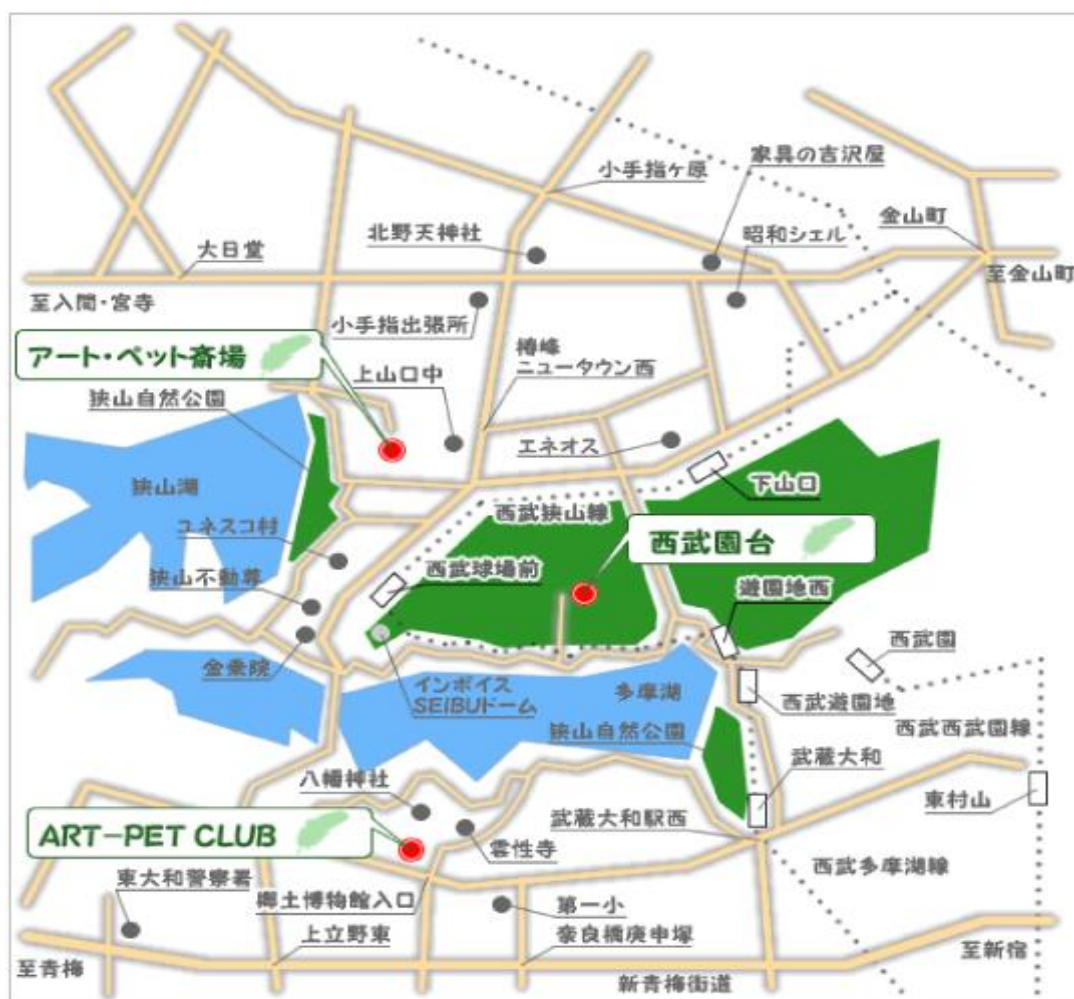 小手指ヶ原
家具の吉沢屋
金山町
北野天神社
昭和シェル
大日堂
至金山町
至入間・宮寺
小手指出張所
アート・ペット斎場
椿峰
ニュータウン西
上山口中
狭山自然公園
エネオス
狭山湖
下山口
西武狭山線
ユネスコ村
西武園台
西武球場前
狭山不動尊
遊園地西
西武園
金乗院
インボイス
SEIBUドーム
多摩湖
西武遊園地
西武西武園線
狭山自然公園
武蔵大和
八幡神社
東村山
武蔵大和駅西
ART-PET CLUB
雲性寺
西武多摩湖線
東大和警察署
郷土博物館入口
第一小
上立野東
奈良橋庚申塚
至新宿
至青梅
新青梅街道